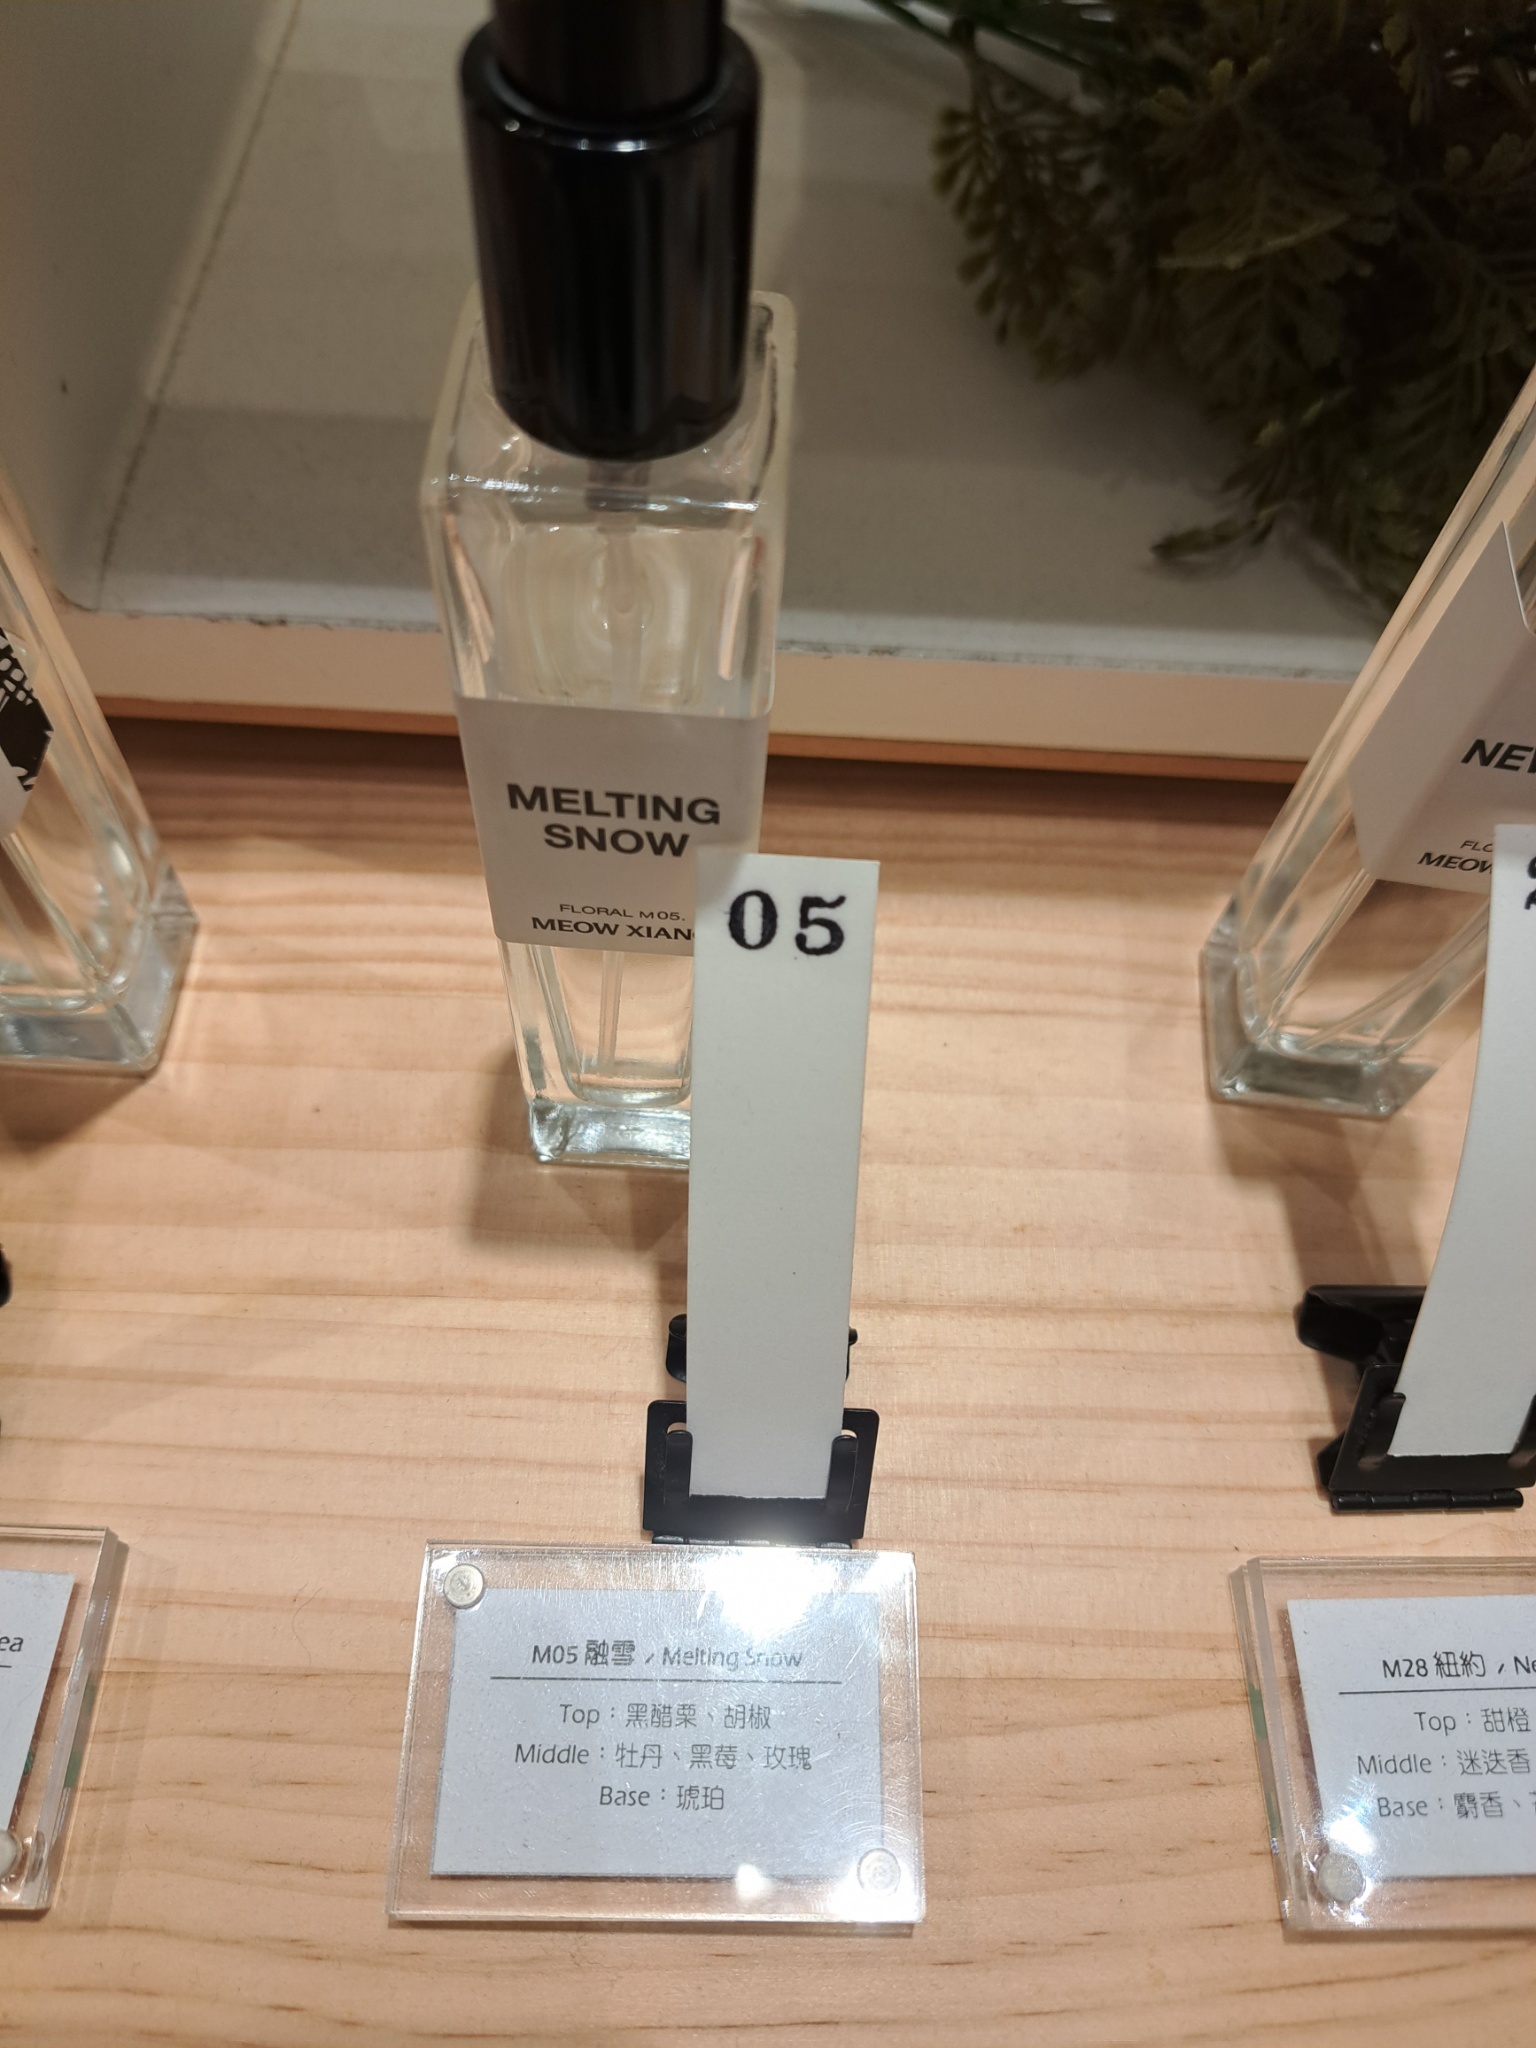 MELTING
SNOW
FLORAL M05.
MEOW XIANG
05
NEW
MEOW
ea
M05 融雪 / Melting Snow
Top：黑醋栗、胡椒
Middle：牡丹、黑莓、玫瑰
Base：琥珀
M28 紐約 / Ne
Top：甜橙
Middle：迷迭香
Base：麝香、